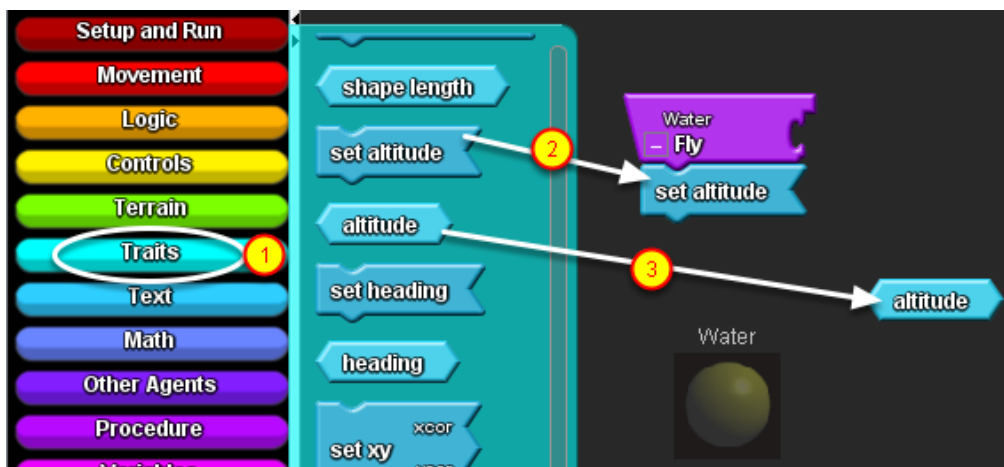 Setup and Run
Movement
Logic
Controls
Terrain
Traits
Text
Math
Other Agents
Procedure
shape length
set altitude
altitude
set heading
heading
set xy
xcor
1
2
3
Water
Fly
set altitude
altitude
Water